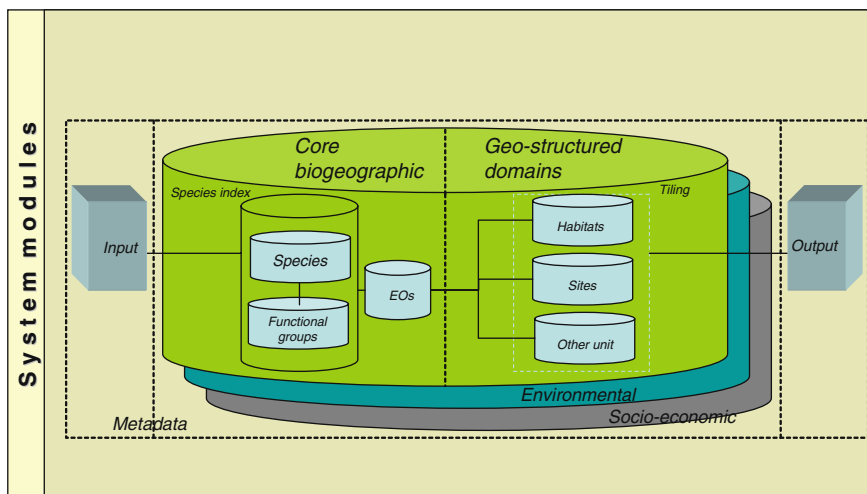 System modules
Core
biogeographic
Geo-structured
domains
Species index
Tiling
Input
Species
Functional
groups
EOs
Habitats
Sites
Other unit
Output
Environmental
Socio-economic
Metadata